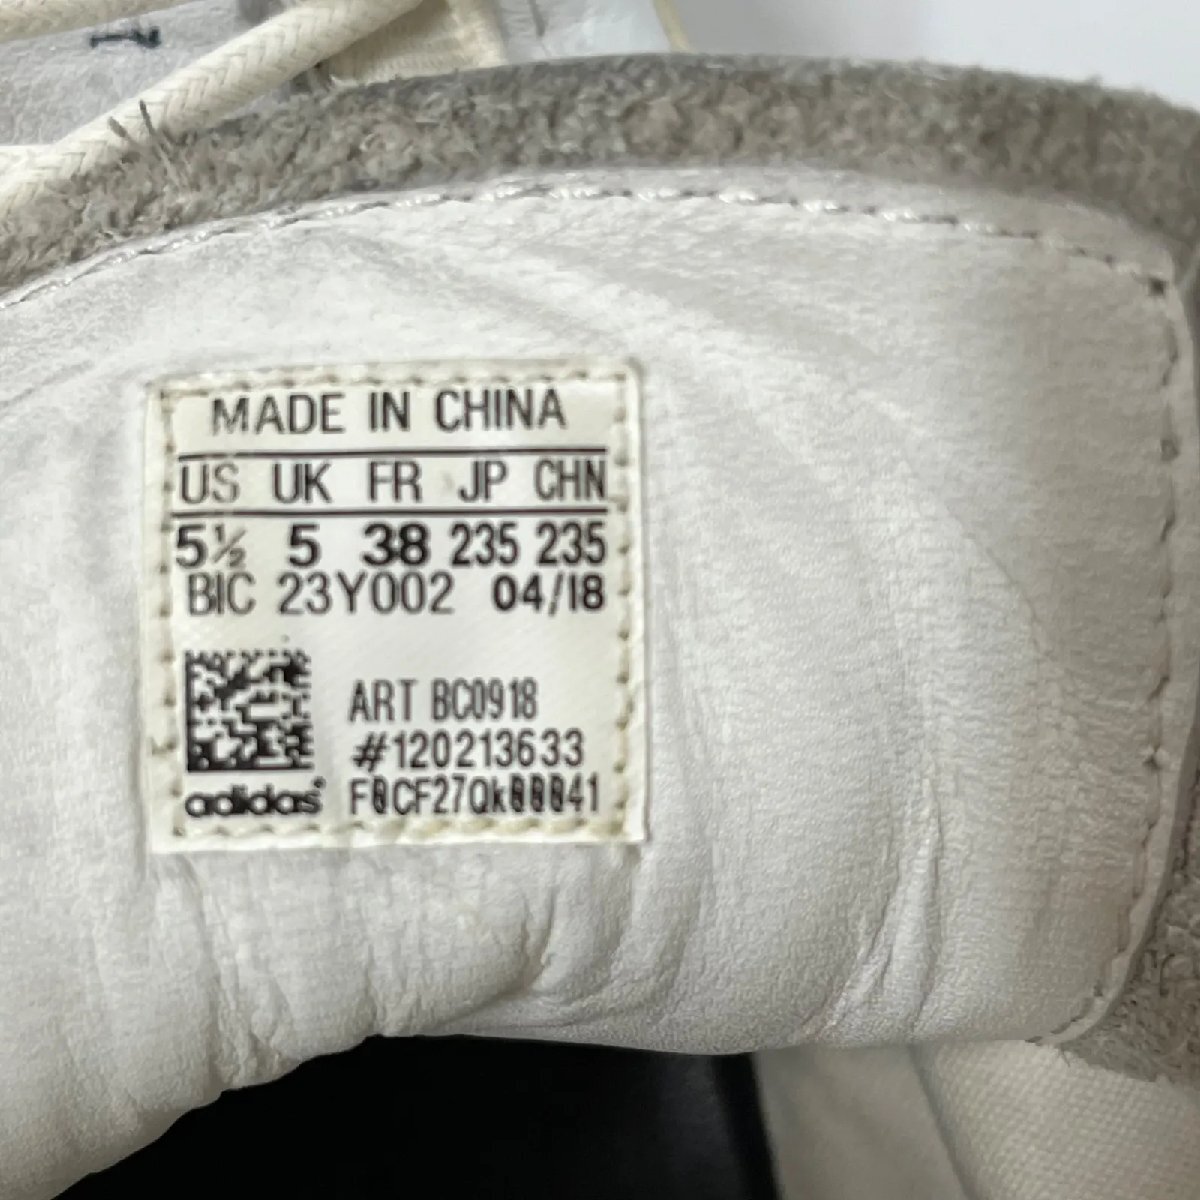 MADE IN CHINA
US UK FR JP CHN
5½ 5 38 235 235
BIC 23Y002 04/18
ART BC0918
#120213633
adidas® F0CF27Qk00041